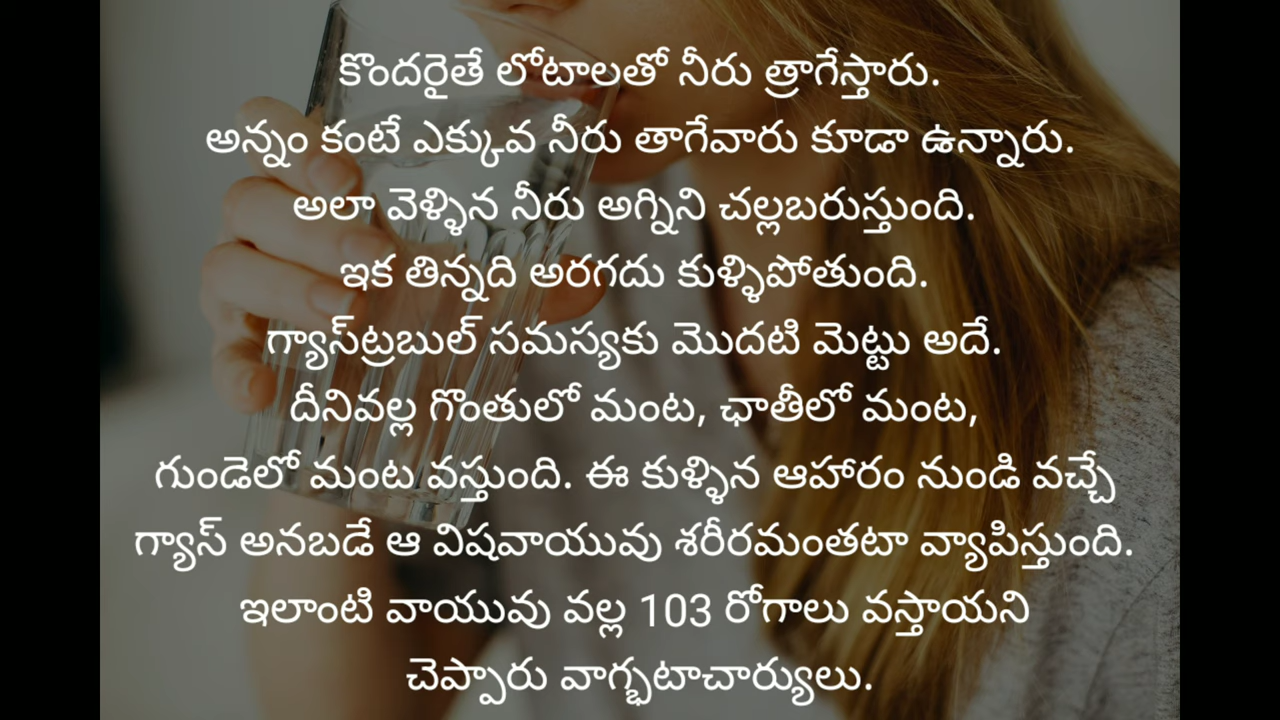 కొందరైతే లోటాలతో నీరు త్రాగేస్తారు.
అన్నం కంటే ఎక్కువ నీరు తాగేవారు కూడా ఉన్నారు.
అలా వెళ్ళిన నీరు అగ్నిని చల్లబరుస్తుంది.
ఇక తిన్నది అరగదు కుళ్ళిపోతుంది.
గ్యాస్ట్రబుల్ సమస్యకు మొదటి మెట్టు అదే.
దీనివల్ల గొంతులో మంట, ఛాతీలో మంట,
గుండెలో మంట వస్తుంది. ఈ కుళ్ళిన ఆహారం నుండి వచ్చే
గ్యాస్ అనబడే ఆ విషవాయువు శరీరమంతటా వ్యాపిస్తుంది.
ఇలాంటి వాయువు వల్ల 103 రోగాలు వస్తాయని
చెప్పారు వాగ్భటాచార్యులు.